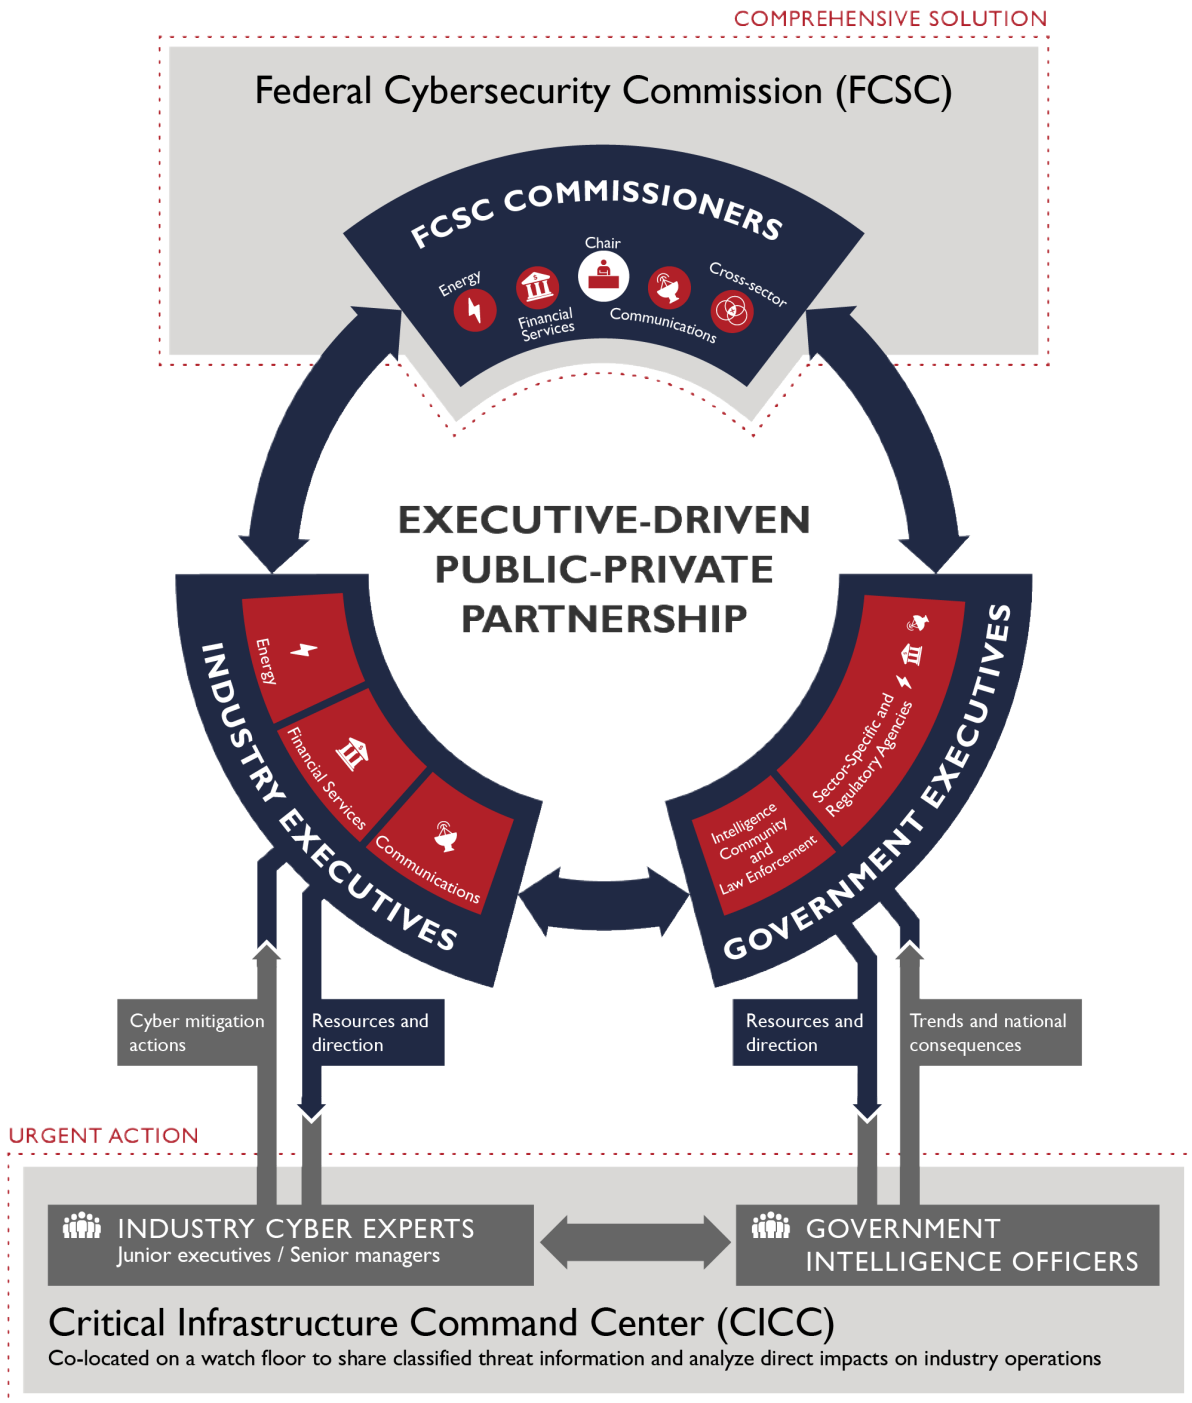 COMPREHENSIVE SOLUTION
Federal Cybersecurity Commission (FCSC)
FCSC COMMISSIONERS
Energy
Financial
Services
Chair
Communications
Cross-sector
EXECUTIVE-DRIVEN
PUBLIC-PRIVATE
PARTNERSHIP
INDUSTRY EXECUTIVES
Energy
Financial Services
Communications
GOVERNMENT EXECUTIVES
Sector-Specific and
Regulatory Agencies
Intelligence
Community
and
Law Enforcement
Cyber mitigation
actions
Resources and
direction
Resources and
direction
Trends and national
consequences
URGENT ACTION
INDUSTRY CYBER EXPERTS
Junior executives / Senior managers
GOVERNMENT
INTELLIGENCE OFFICERS
Critical Infrastructure Command Center (CICC)
Co-located on a watch floor to share classified threat information and analyze direct impacts on industry operations